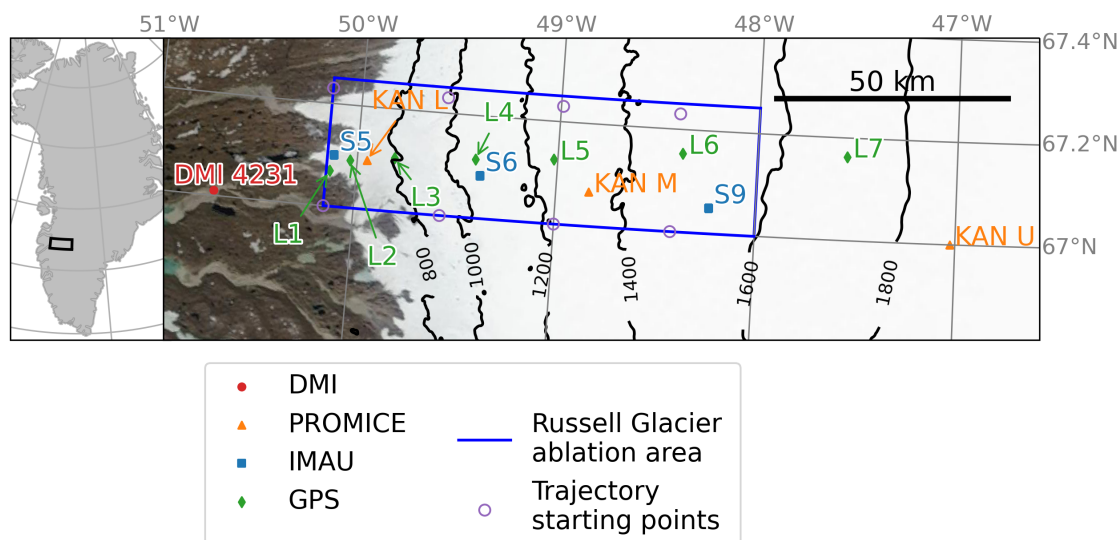 51°W
50°W
49°W
48°W
47°W
67.4°N
50 km
KAN L
L4
S5
L5
L6
L7
67.2°N
S6
DMI 4231
KAN M
L3
S9
L1
L2
KAN U
67°N
800
1000
1200
1400
1600
1800
DMI
PROMICE
IMAU
GPS
Russell Glacier
ablation area
Trajectory
starting points